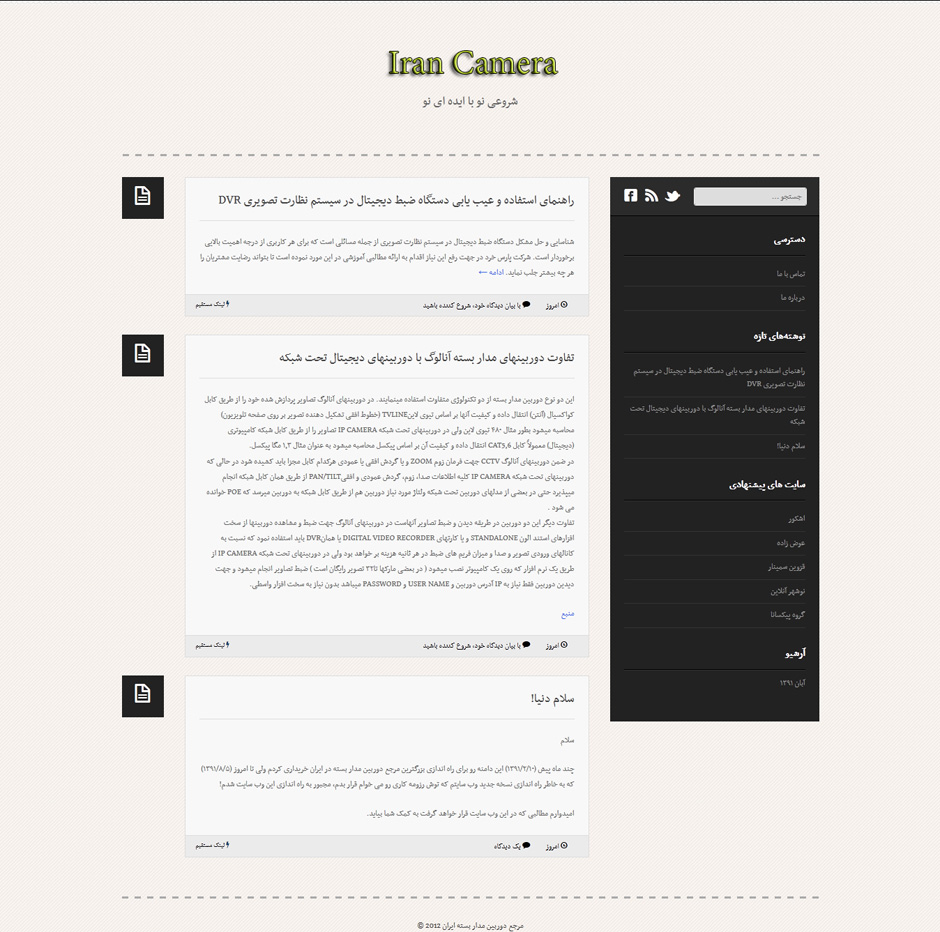 Iran Camera
شروعی نو با ایده ای نو
جستجو ...
دسترسی
تماس با ما
درباره ما
نوشته‌های تازه
راهنمای استفاده و عیب یابی دستگاه ضبط دیجیتال در سیستم
نظارت تصویری DVR
تفاوت دوربینهای مدار بسته آنالوگ با دوربینهای دیجیتال تحت
شبکه
سلام دنیا!
سایت های پیشنهادی
اشکور
عوض زاده
قزوین سمینار
نوشهر آنلاین
گروه پیکسانا
آرشیو
آبان ۱۳۹۱
راهنمای استفاده و عیب یابی دستگاه ضبط دیجیتال در سیستم نظارت تصویری DVR
شناسایی و حل مشکل دستگاه ضبط دیجیتال در سیستم نظارت تصویری از جمله مسائلی است که برای هر کاربری از درجه اهمیت بالایی
برخوردار است. شرکت پارس خرد در جهت رفع این نیاز اقدام به ارائه مطالبی آموزشی در این مورد نموده است تا بتواند رضایت مشتریان را
هر چه بیشتر جلب نماید. ادامه ←
امروز با بیان دیدگاه خود، شروع کننده باشید لینک مستقیم
تفاوت دوربینهای مدار بسته آنالوگ با دوربینهای دیجیتال تحت شبکه
این دو نوع دوربین مدار بسته از دو تکنولوژی متفاوت استفاده مینمایند. در دوربینهای آنالوگ تصاویر پردازش شده خود را از طریق کابل
کواکسیال (آنتن) انتقال داده و کیفیت آنها بر اساس تیوی لاینTVLINE (خطوط افقی تشکیل دهنده تصویر بر روی صفحه تلویزیون)
محاسبه میشود بطور مثال ۴۸۰ تیوی لاین ولی در دوربینهای تحت شبکه IP CAMERA تصاویر را از طریق کابل شبکه کامپیوتری
(دیجیتال) معمولاً کابل CAT5,6 انتقال داده و کیفیت آن بر اساس پیکسل محاسبه میشود به عنوان مثال ۱,۳ مگا پیکسل.
در ضمن دوربینهای آنالوگ CCTV جهت فرمان زوم ZOOM و یا گردش افقی یا عمودی هرکدام کابل مجزا باید کشیده شود در حالی که
دوربینهای تحت شبکه IP CAMERA کلیه اطلاعات صدا، زوم، گردش عمودی و افقیPAN/TILT از طریق همان کابل شبکه انجام
میپذیرد حتی در بعضی از مدلهای دوربین تحت شبکه ولتاژ مورد نیاز دوربین هم از طریق کابل شبکه به دوربین میرسد که POE خوانده
می شود .
تفاوت دیگر این دو دوربین در طریقه دیدن و ضبط تصاویر آنهاست در دوربینهای آنالوگ جهت ضبط و مشاهده دوربینها از سخت
افزارهای استند آلون STANDALONE و یا کارتهای DIGITAL VIDEO RECORDER یا همانDVR باید استفاده نمود که نسبت به
کانالهای ورودی تصویر و صدا و میزان فریم های ضبط در هر ثانیه هزینه بر خواهد بود ولی در دوربینهای تحت شبکه IP CAMERA از
طریق یک نرم افزار که روی یک کامپیوتر نصب میشود ( در بعضی مارکها تا۳۲ تصویر رایگان است ) ضبط تصاویر انجام میشود و جهت
دیدین دوربین فقط نیاز به IP آدرس دوربین و USER NAME و PASSWORD میباشد بدون نیاز به سخت افزار واسطی.
منبع
امروز با بیان دیدگاه خود، شروع کننده باشید لینک مستقیم
سلام دنیا!
سلام
چند ماه پیش (۱۳۹۱/۲/۱۰) این دامنه رو برای راه اندازی بزرگترین مرجع دوربین مدار بسته در ایران خریداری کردم ولی تا امروز (۱۳۹۱/۸/۵)
که به خاطر راه اندازی نسخه جدید وب سایتم که توش رزومه کاری رو می خوام قرار بدم، مجبور به راه اندازی این وب سایت شدم!
امیدوارم مطالبی که در این وب سایت قرار خواهد گرفت به کمک شما بیاید.
امروز یک دیدگاه لینک مستقیم
مرجع دوربین مدار بسته ایران 2012 ©